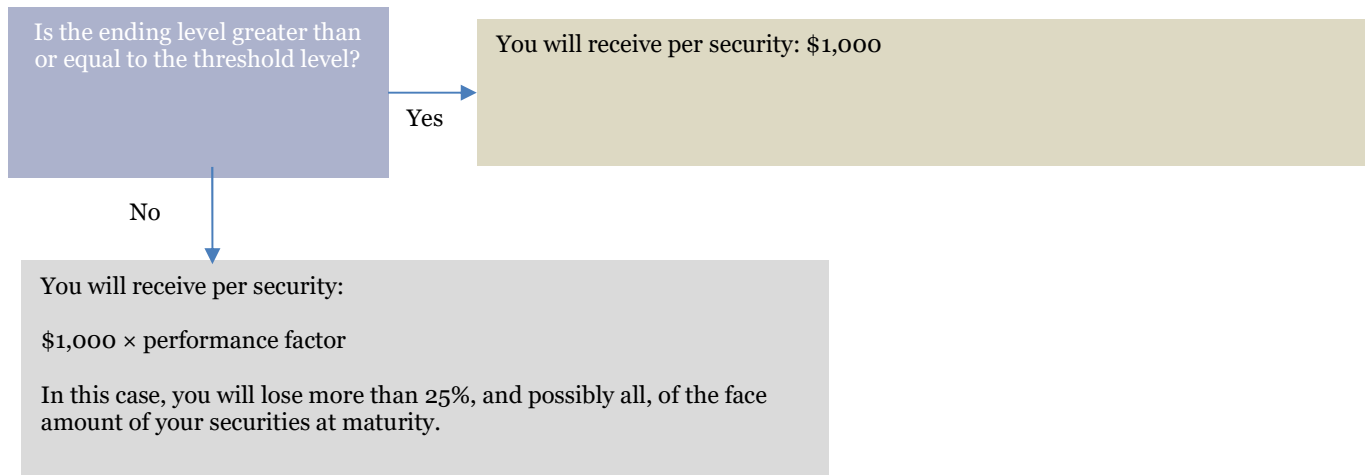 Is the ending level greater than
or equal to the threshold level?
You will receive per security: $1,000
Yes
No
You will receive per security:
$1,000 × performance factor
In this case, you will lose more than 25%, and possibly all, of the face
amount of your securities at maturity.